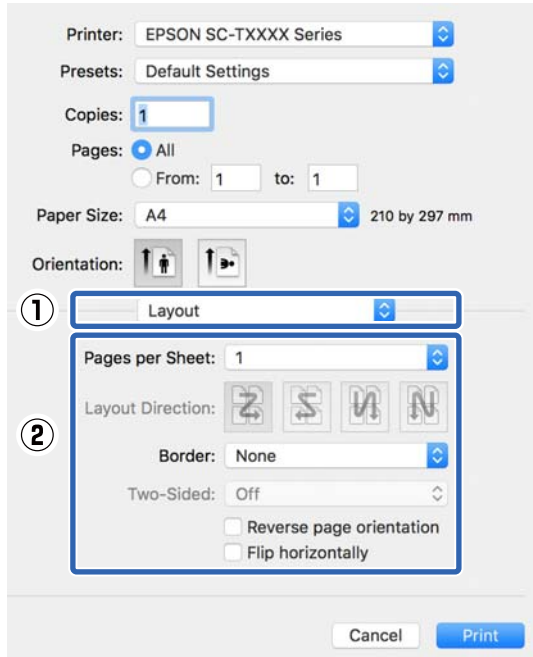 Printer: EPSON SC-TXXXX Series
Presets: Default Settings
Copies: 1
Pages: All
From: 1 to: 1
Paper Size: A4 210 by 297 mm
Orientation:
① Layout
Pages per Sheet: 1
Layout Direction:
②
Border: None
Two-Sided: Off
Reverse page orientation
Flip horizontally
Cancel Print